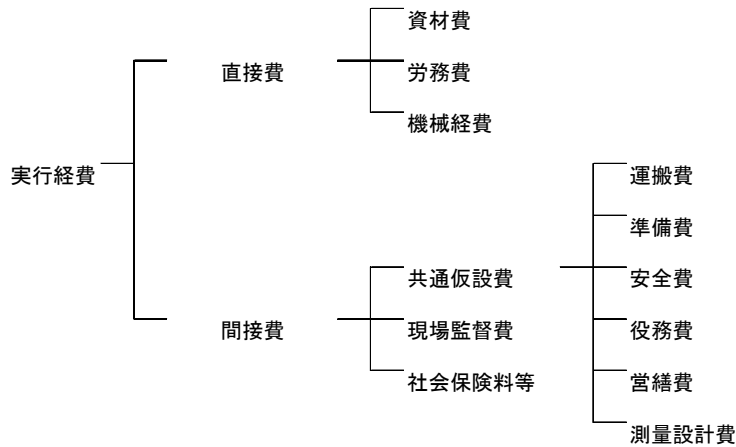 資材費
直接費
労務費
機械経費
実行経費
運搬費
準備費
共通仮設費
安全費
間接費
現場監督費
役務費
社会保険料等
営繕費
測量設計費